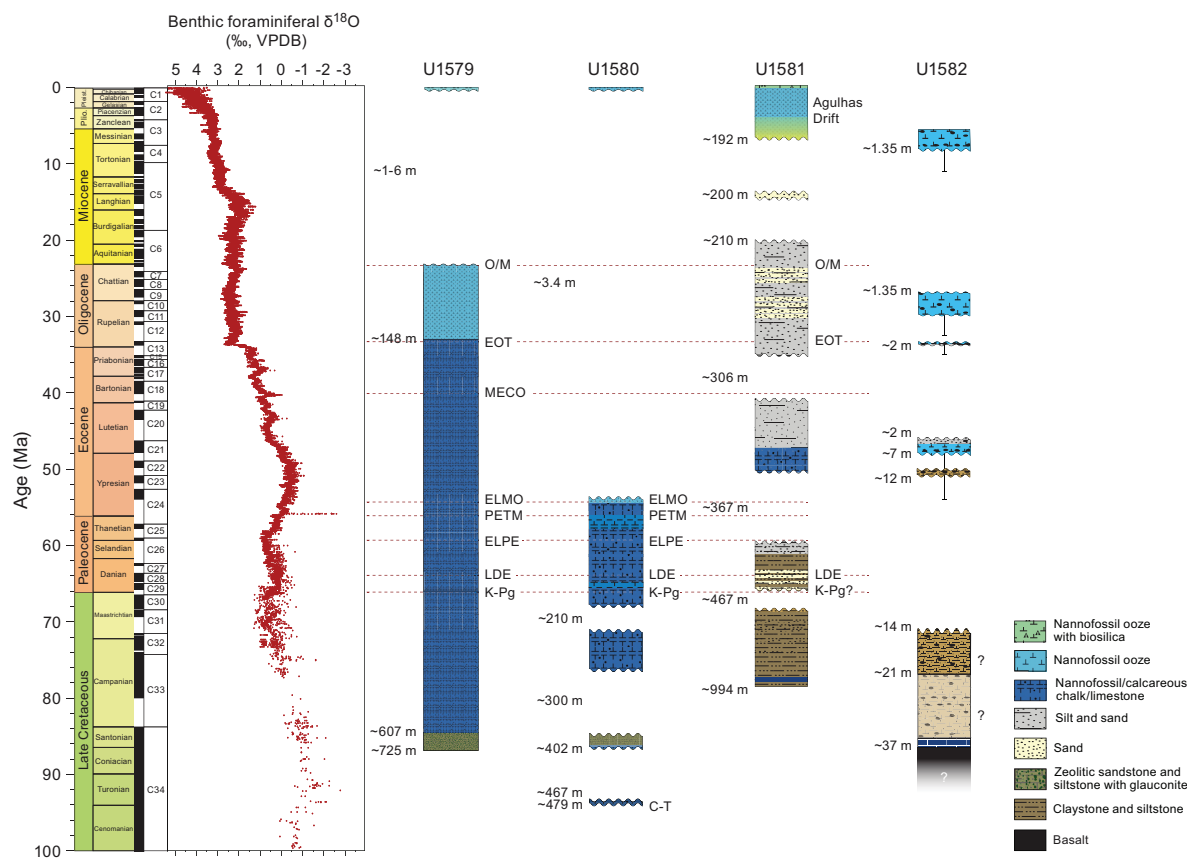 Benthic foraminiferal δ18O
(‰, VPDB)
5 4 3 2 1 0 -1 -2 -3
U1579
U1580
U1581
U1582
Age (Ma)
0
10
20
30
40
50
60
70
80
90
100
Pleist.
Plio.
Miocene
Oligocene
Eocene
Paleocene
Late Cretaceous
Chibanian
Calabrian
Gelasian
Piacenzian
Zanclean
Messinian
Tortonian
Serravallian
Langhian
Burdigalian
Aquitanian
Chattian
Rupelian
Priabonian
Bartonian
Lutetian
Ypresian
Thanetian
Selandian
Danian
Maastrichtian
Campanian
Santonian
Coniacian
Turonian
Cenomanian
C1
C2
C3
C4
C5
C6
C7
C8
C9
C10
C11
C12
C13
C15
C16
C17
C18
C19
C20
C21
C22
C23
C24
C25
C26
C27
C28
C29
C30
C31
C32
C33
C34
~1-6 m
~148 m
~607 m
~725 m
O/M
EOT
MECO
ELMO
PETM
ELPE
LDE
K-Pg
~3.4 m
~210 m
~300 m
~402 m
~467 m
~479 m
ELMO
PETM
ELPE
LDE
K-Pg
C-T
Agulhas
Drift
~192 m
~200 m
~210 m
~306 m
~367 m
~467 m
~994 m
O/M
EOT
LDE
K-Pg?
~1.35 m
~1.35 m
~2 m
~2 m
~7 m
~12 m
~14 m
~21 m
~37 m
?
?
?
Nannofossil ooze
with biosilica
Nannofossil ooze
Nannofossil/calcareous
chalk/limestone
Silt and sand
Sand
Zeolitic sandstone and
siltstone with glauconite
Claystone and siltstone
Basalt